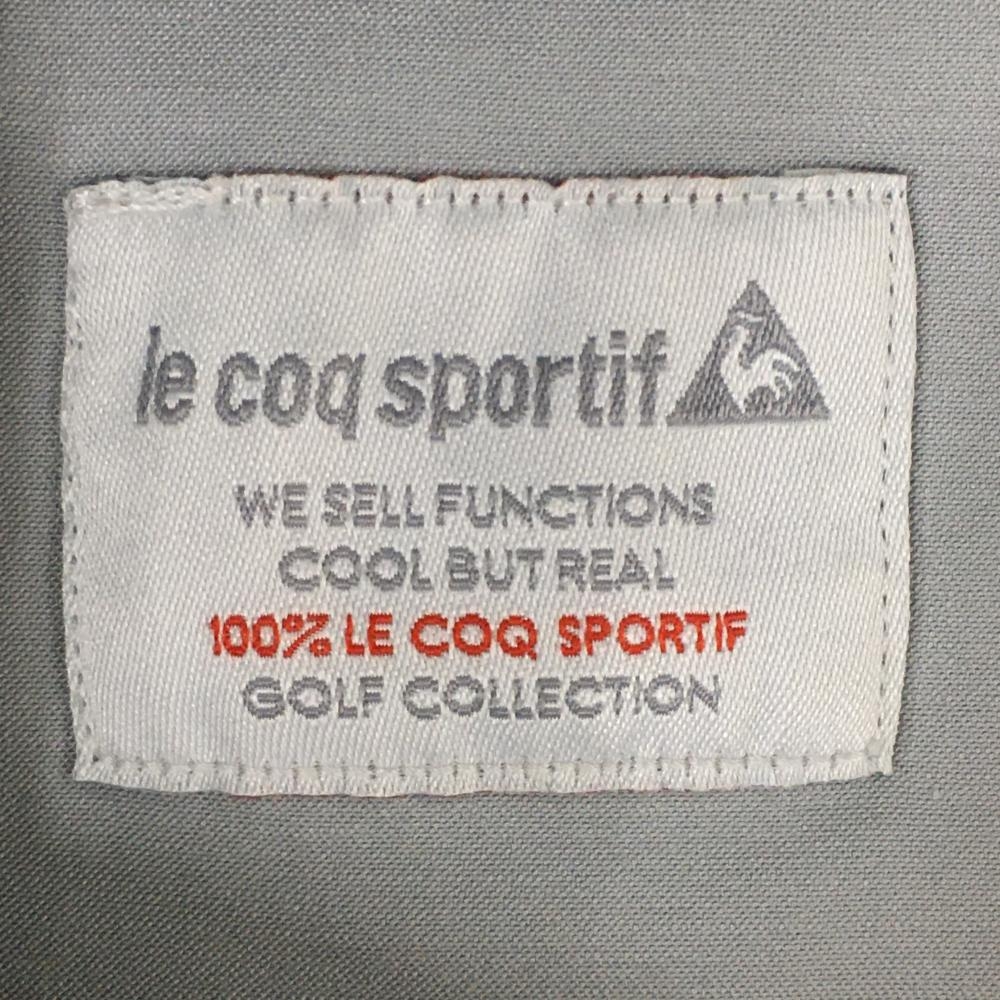 le coq sportif
WE SELL FUNCTIONS
COOL BUT REAL
100% LE COQ SPORTIF
GOLF COLLECTION